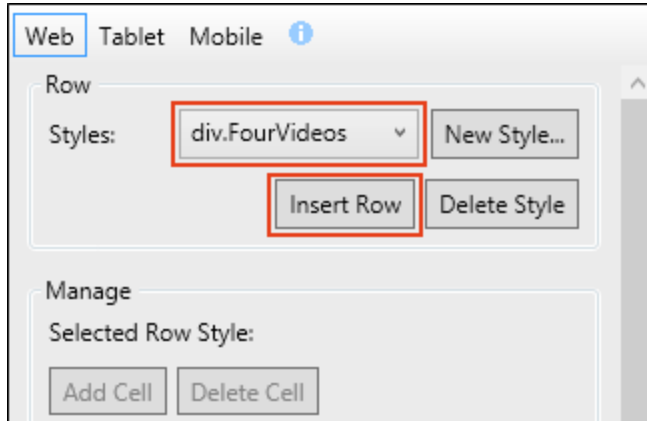 Web Tablet Mobile
Row
Styles: div.FourVideos New Style...
Insert Row Delete Style
Manage
Selected Row Style:
Add Cell Delete Cell